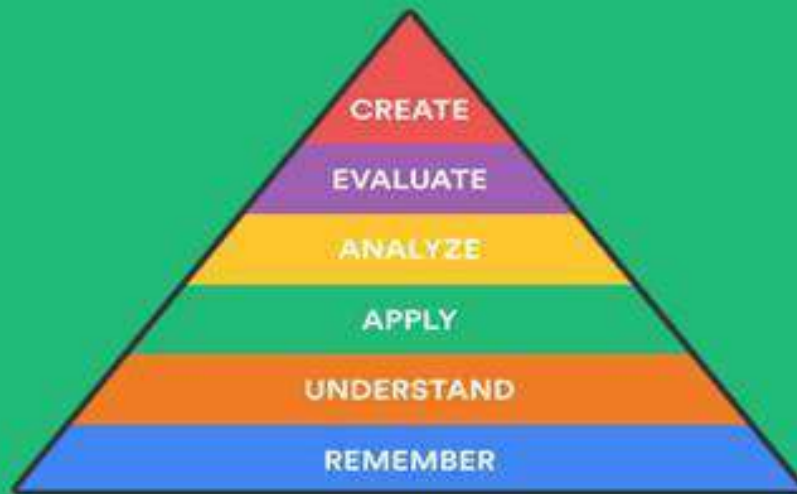 CREATE
EVALUATE
ANALYZE
APPLY
UNDERSTAND
REMEMBER